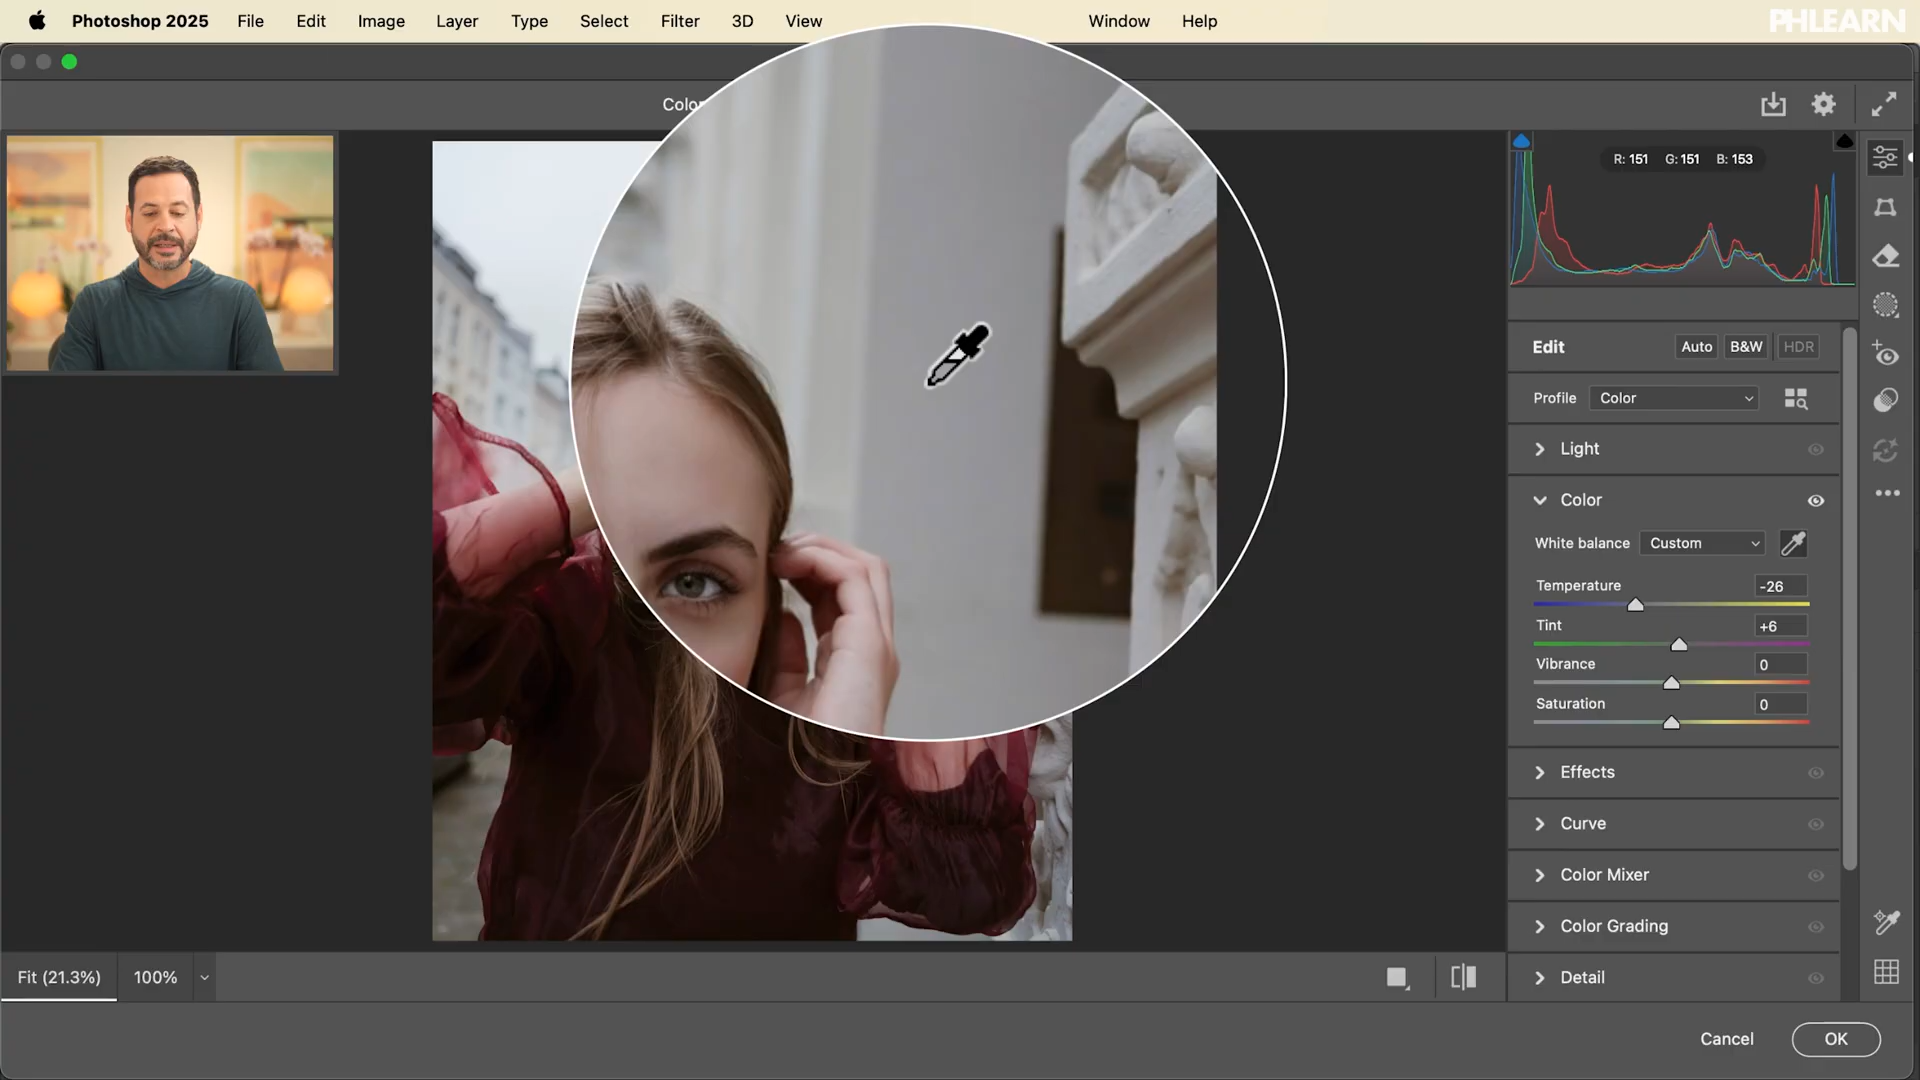 Photoshop 2025 File Edit Image Layer Type Select Filter 3D View Window Help
PHLEARN
Colo
R: 151 G: 151 B: 153
Edit Auto B&W HDR
Profile Color
Light
Color
White balance Custom
Temperature -26
Tint +6
Vibrance 0
Saturation 0
Effects
Curve
Color Mixer
Color Grading
Detail
Fit (21.3%) 100%
Cancel OK